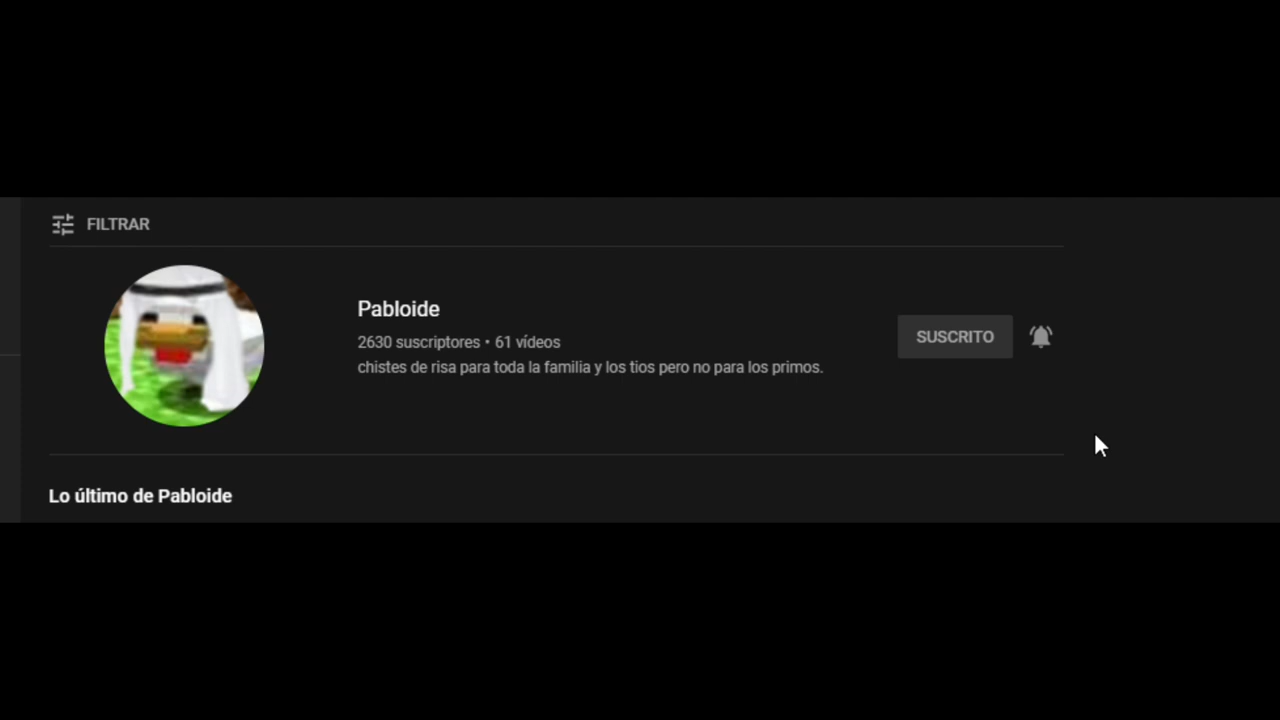 FILTRAR
Pabloide
2630 suscriptores • 61 vídeos
SUSCRITO
chistes de risa para toda la familia y los tios pero no para los primos.
Lo último de Pabloide